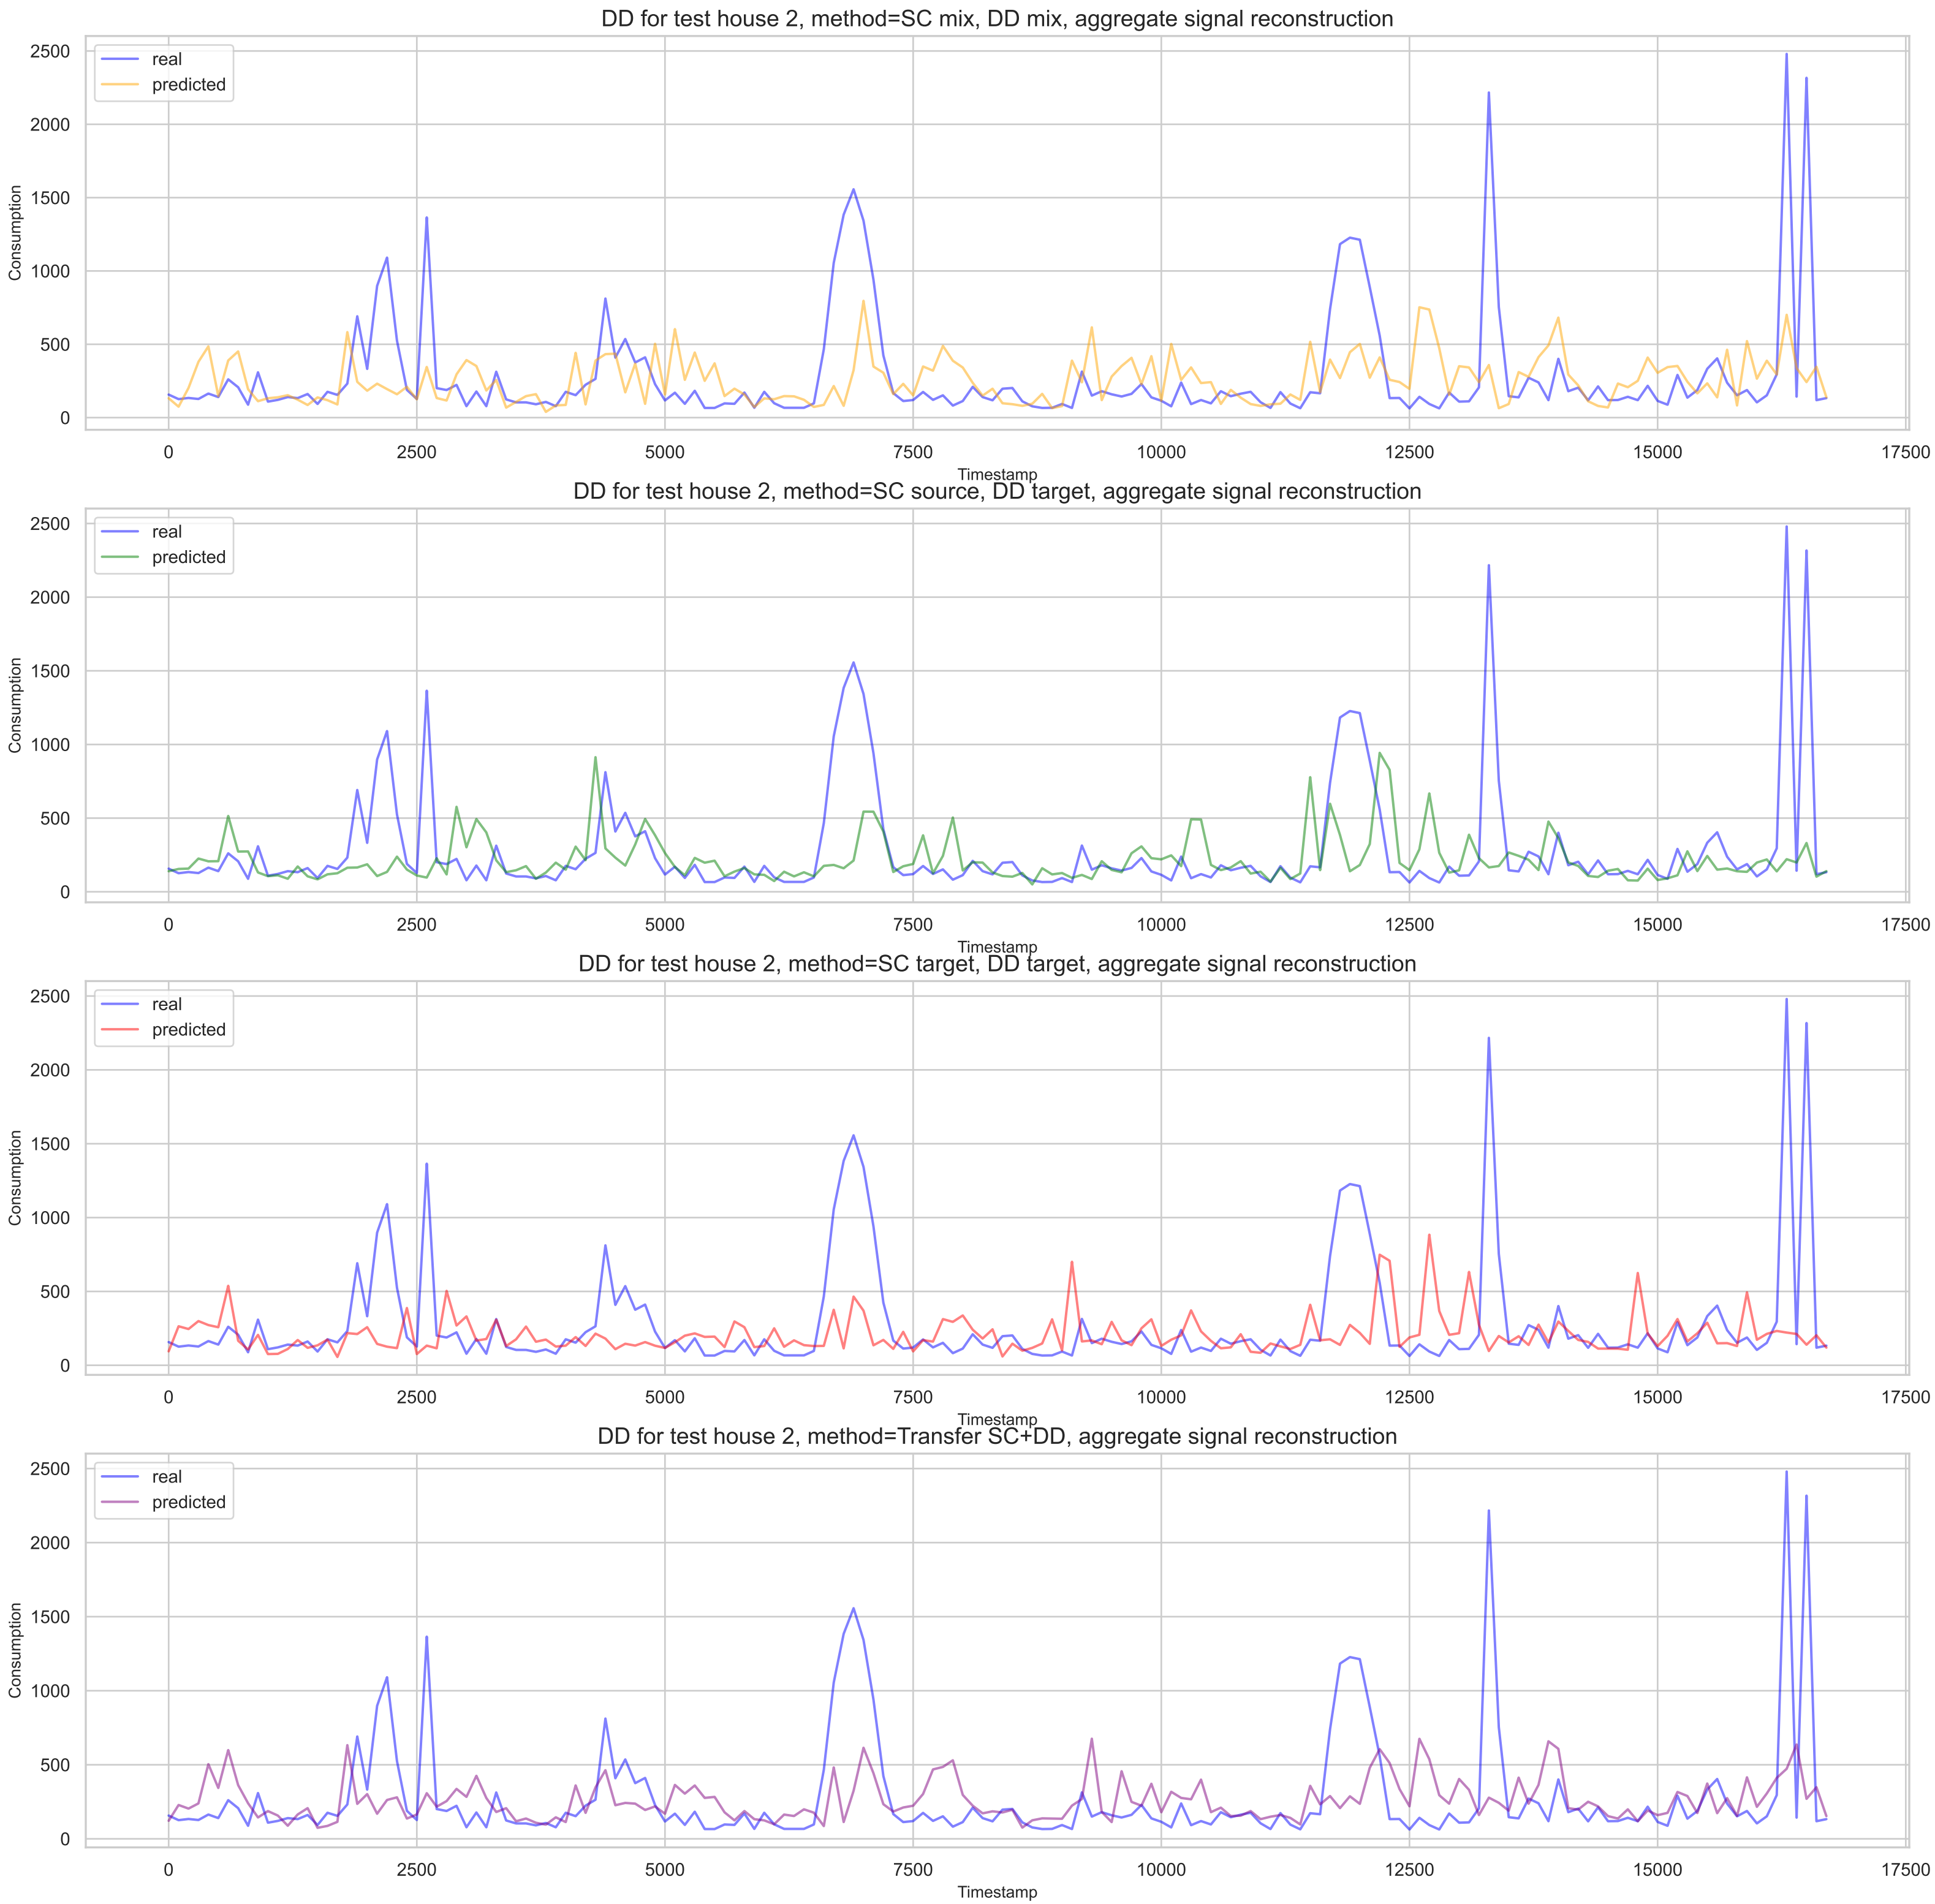 DD for test house 2, method=SC mix, DD mix, aggregate signal reconstruction
2500
2000
1500
1000
500
0
Consumption
real
predicted
0 2500 5000 7500 10000 12500 15000 17500
Timestamp
DD for test house 2, method=SC source, DD target, aggregate signal reconstruction
2500
2000
1500
1000
500
0
Consumption
real
predicted
0 2500 5000 7500 10000 12500 15000 17500
Timestamp
DD for test house 2, method=SC target, DD target, aggregate signal reconstruction
2500
2000
1500
1000
500
0
Consumption
real
predicted
0 2500 5000 7500 10000 12500 15000 17500
Timestamp
DD for test house 2, method=Transfer SC+DD, aggregate signal reconstruction
2500
2000
1500
1000
500
0
Consumption
real
predicted
0 2500 5000 7500 10000 12500 15000 17500
Timestamp